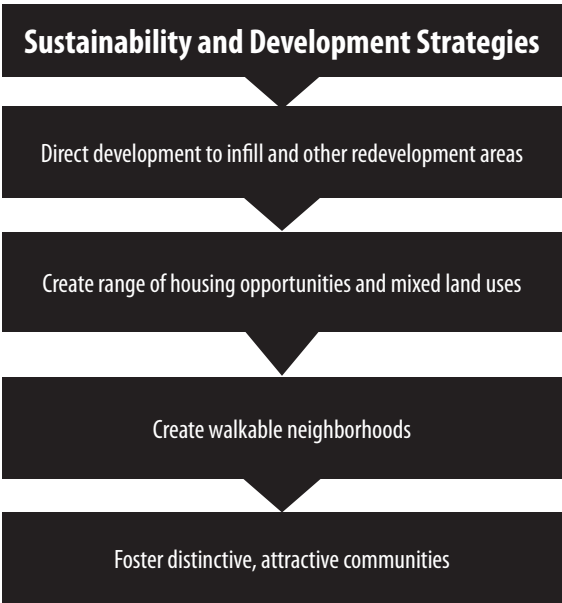 Sustainability and Development Strategies
Direct development to infill and other redevelopment areas
Create range of housing opportunities and mixed land uses
Create walkable neighborhoods
Foster distinctive, attractive communities